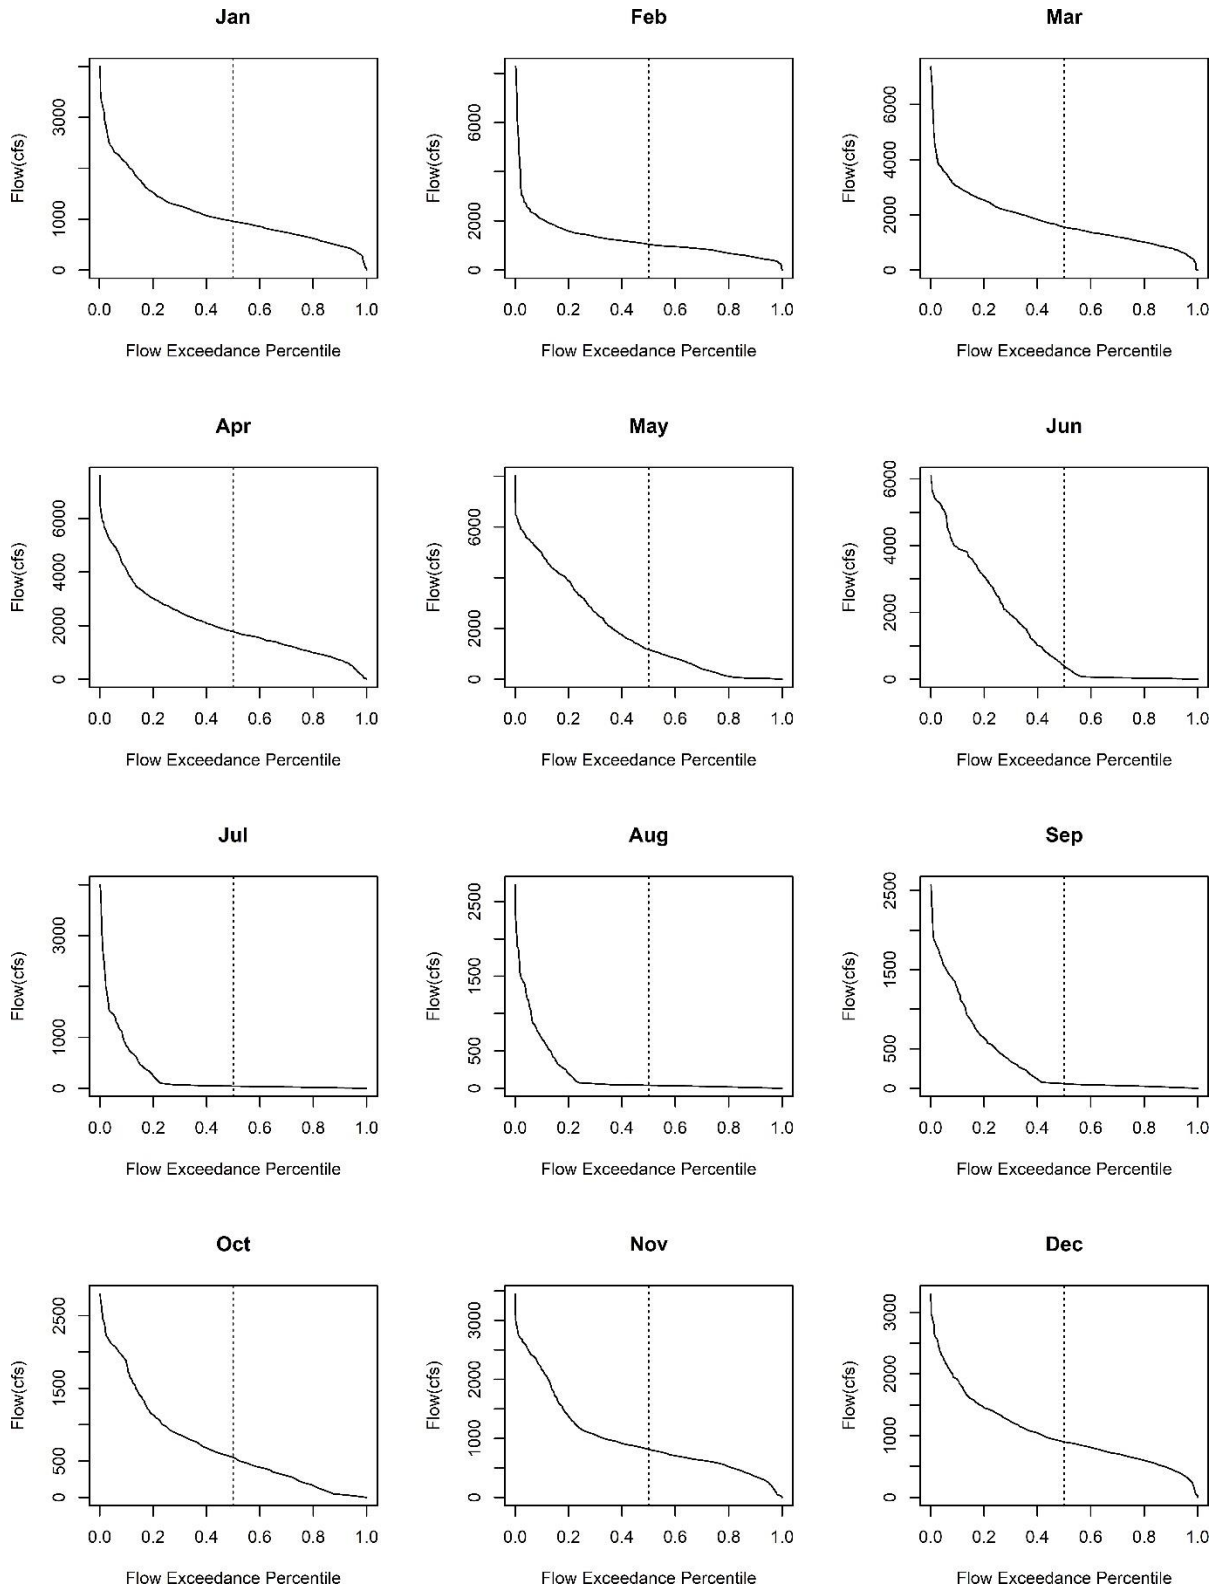 Jan Feb Mar
Flow(cfs) 0 1000 3000
Flow(cfs) 0 2000 6000
Flow(cfs) 0 2000 4000 6000
0.0 0.2 0.4 0.6 0.8 1.0 0.0 0.2 0.4 0.6 0.8 1.0 0.0 0.2 0.4 0.6 0.8 1.0
Flow Exceedance Percentile Flow Exceedance Percentile Flow Exceedance Percentile
Apr May Jun
Flow(cfs) 0 2000 4000 6000
Flow(cfs) 0 2000 6000
Flow(cfs) 0 2000 4000 6000
0.0 0.2 0.4 0.6 0.8 1.0 0.0 0.2 0.4 0.6 0.8 1.0 0.0 0.2 0.4 0.6 0.8 1.0
Flow Exceedance Percentile Flow Exceedance Percentile Flow Exceedance Percentile
Jul Aug Sep
Flow(cfs) 0 1000 3000
Flow(cfs) 0 500 1500 2500
Flow(cfs) 0 500 1500 2500
0.0 0.2 0.4 0.6 0.8 1.0 0.0 0.2 0.4 0.6 0.8 1.0 0.0 0.2 0.4 0.6 0.8 1.0
Flow Exceedance Percentile Flow Exceedance Percentile Flow Exceedance Percentile
Oct Nov Dec
Flow(cfs) 0 500 1500 2500
Flow(cfs) 0 1000 2000 3000
Flow(cfs) 0 1000 2000 3000
0.0 0.2 0.4 0.6 0.8 1.0 0.0 0.2 0.4 0.6 0.8 1.0 0.0 0.2 0.4 0.6 0.8 1.0
Flow Exceedance Percentile Flow Exceedance Percentile Flow Exceedance Percentile